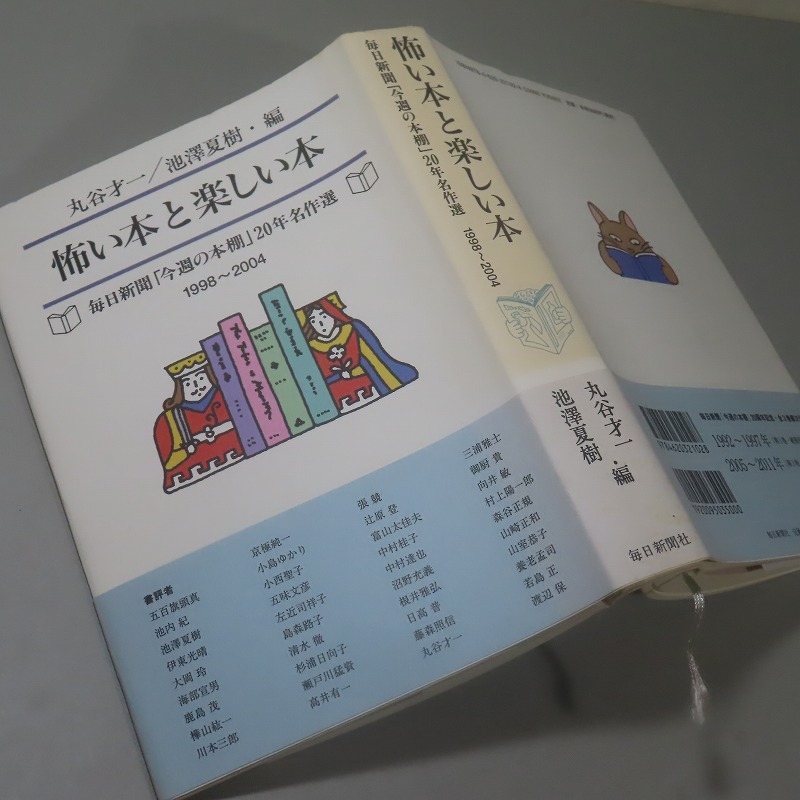 丸谷才一／池澤夏樹・編
怖い本と楽しい本
毎日新聞「今週の本棚」20年名作選
1998〜2004
書評者
五百旗頭真
池内 紀
池澤夏樹
伊東光晴
大岡 玲
海部宣男
鹿島 茂
樺山紘一
川本三郎
京極純一
小島ゆかり
小西聖子
五味文彦
左近司祥子
島森路子
清水 徹
杉浦日向子
瀬戸川猛資
高井有一
張 競
辻原 登
富山太佳夫
中村桂子
中村達也
沼野充義
根井雅弘
日高 普
藤森照信
丸谷才一
三浦雅士
御厨 貴
向井 敏
村上陽一郎
森谷正規
山崎正和
山室恭子
養老孟司
若島 正
渡辺 保
怖い本と楽しい本
毎日新聞「今週の本棚」20年名作選
1998〜2004
丸谷才一・編
池澤夏樹
毎日新聞社
1992〜1997年
2005〜2011年